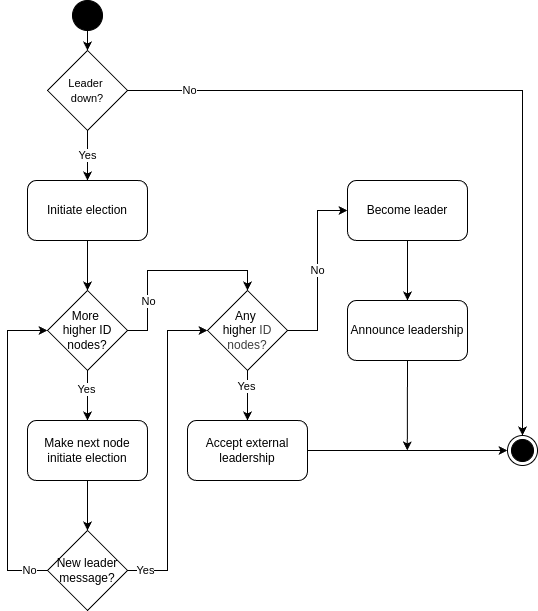 Leader
down?
No
Yes
Initiate election
Become leader
No
No
More
higher ID
nodes?
Any
higher ID
nodes?
Announce leadership
Yes
Yes
Make next node
initiate election
Accept external
leadership
No
New leader
message?
Yes